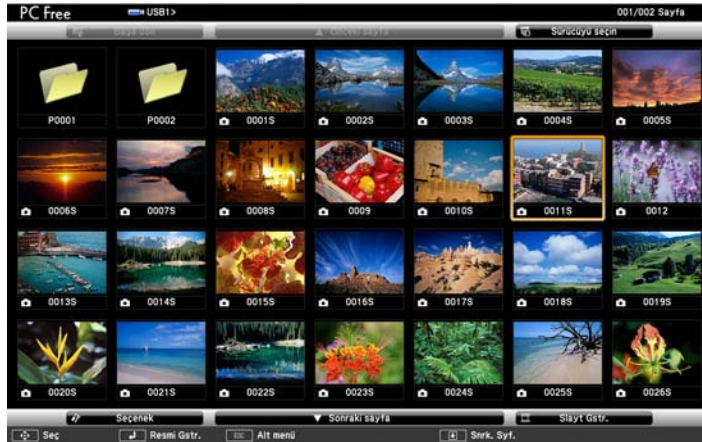 PC Free USB1> 001/002 Sayfa
Başa dön Önceki sayfa Sürücüyü seçin
P0001 P0002 0001S 0002S 0003S 0004S 0005S
0006S 0007S 0008S 0009 0010S 0011S 0012
0013S 0014S 0015S 0016S 0017S 0018S 0019S
0020S 0021S 0022S 0023S 0024S 0025S 0026S
Seçenek Sonraki sayfa Slayt Gstr.
Seç Resmi Gstr. ESC Alt menü Snrk. Syf.